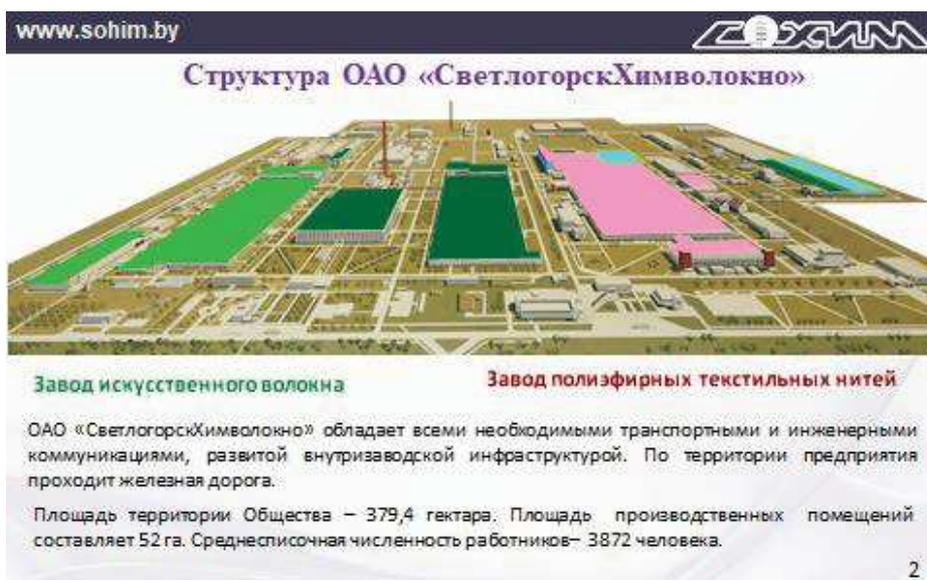 www.sohim.by
СОХИМ
Структура ОАО «СветлогорскХимволокно»
Завод искусственного волокна
Завод полиэфирных текстильных нитей
ОАО «СветлогорскХимволокно» обладает всеми необходимыми транспортными и инженерными
коммуникациями, развитой внутризаводской инфраструктурой. По территории предприятия
проходит железная дорога.
Площадь территории Общества – 379,4 гектара. Площадь производственных помещений
составляет 52 га. Среднесписочная численность работников– 3872 человека.
2